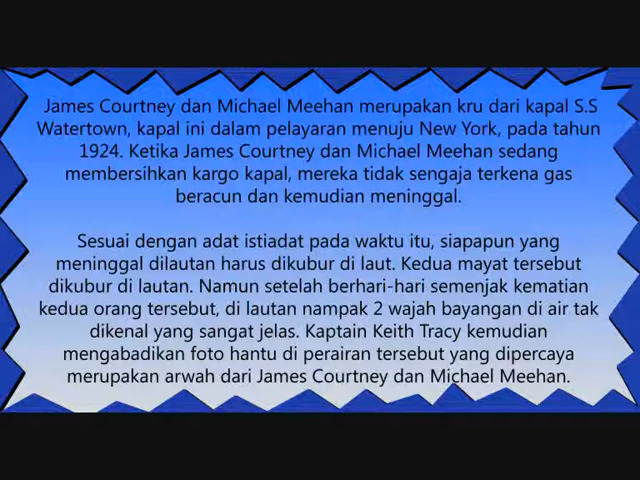 James Courtney dan Michael Meehan merupakan kru dari kapal S.S
Watertown, kapal ini dalam pelayaran menuju New York, pada tahun
1924. Ketika James Courtney dan Michael Meehan sedang
membersihkan kargo kapal, mereka tidak sengaja terkena gas
beracun dan kemudian meninggal.
Sesuai dengan adat istiadat pada waktu itu, siapapun yang
meninggal dilautan harus dikubur di laut. Kedua mayat tersebut
dikubur di lautan. Namun setelah berhari-hari semenjak kematian
kedua orang tersebut, di lautan nampak 2 wajah bayangan di air tak
dikenal yang sangat jelas. Kaptain Keith Tracy kemudian
mengabadikan foto hantu di perairan tersebut yang dipercaya
merupakan arwah dari James Courtney dan Michael Meehan.